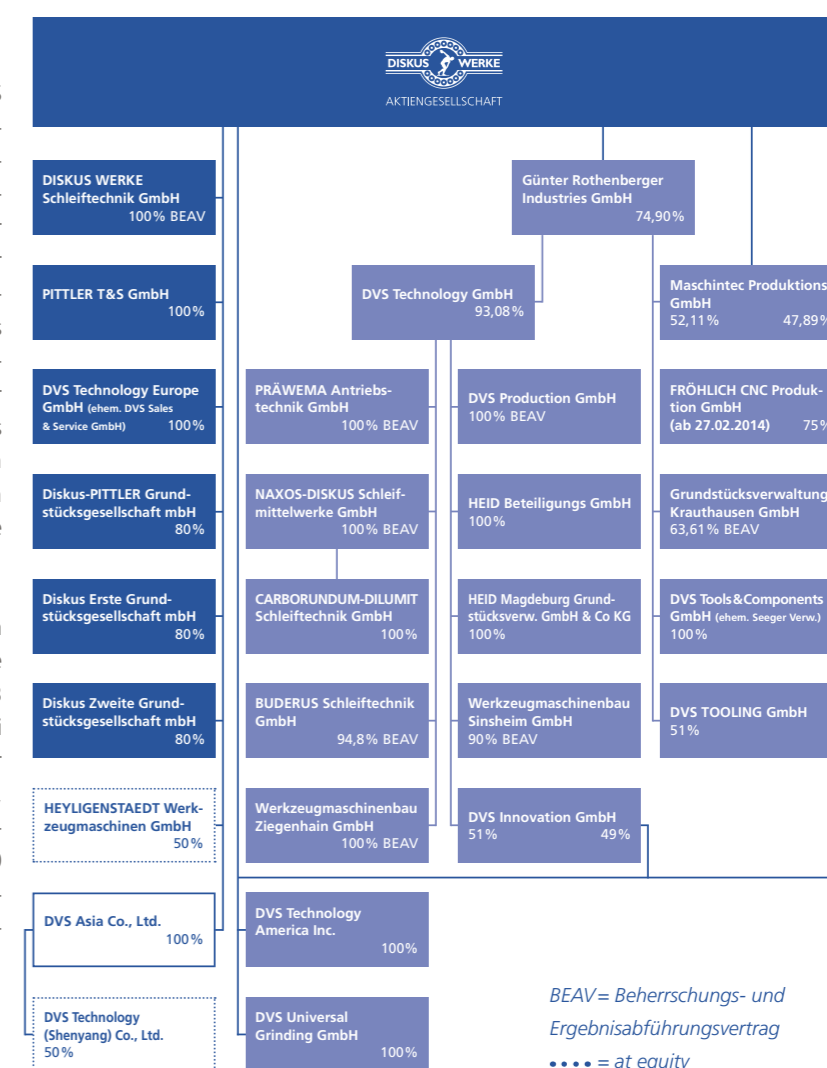 DISKUS WERKE
AKTIENGESELLSCHAFT
DISKUS WERKE
Schleiftechnik GmbH
100% BEAV
Günter Rothenberger
Industries GmbH
74,90%
PITTLER T&S GmbH
100%
DVS Technology GmbH
93,08%
Maschintec Produktions
GmbH
52,11% 47,89%
DVS Technology Europe
GmbH (ehem. DVS Sales
& Service GmbH) 100%
PRÄWEMA Antriebs-
technik GmbH
100% BEAV
DVS Production GmbH
100% BEAV
FRÖHLICH CNC Produk-
tion GmbH
(ab 27.02.2014) 75%
Diskus-PITTLER Grund-
stücksgesellschaft mbH
80%
NAXOS-DISKUS Schleif-
mittelwerke GmbH
100% BEAV
HEID Beteiligungs GmbH
100%
Grundstücksverwaltung
Krauthausen GmbH
63,61% BEAV
Diskus Erste Grund-
stücksgesellschaft mbH
80%
CARBORUNDUM-DILUMIT
Schleiftechnik GmbH
100%
HEID Magdeburg Grund-
stücksverw. GmbH & Co KG
100%
DVS Tools&Components
GmbH (ehem. Seeger Verw.)
100%
Diskus Zweite Grund-
stücksgesellschaft mbH
80%
BUDERUS Schleiftechnik
GmbH
94,8% BEAV
Werkzeugmaschinenbau
Sinsheim GmbH
90% BEAV
DVS TOOLING GmbH
51%
HEYLIGENSTAEDT Werk-
zeugmaschinen GmbH
50%
Werkzeugmaschinenbau
Ziegenhain GmbH
100% BEAV
DVS Innovation GmbH
51% 49%
DVS Asia Co., Ltd.
100%
DVS Technology
America Inc.
100%
DVS Technology
(Shenyang) Co., Ltd.
50%
DVS Universal
Grinding GmbH
100%
BEAV= Beherrschungs- und
Ergebnisabführungsvertrag
•••• = at equity